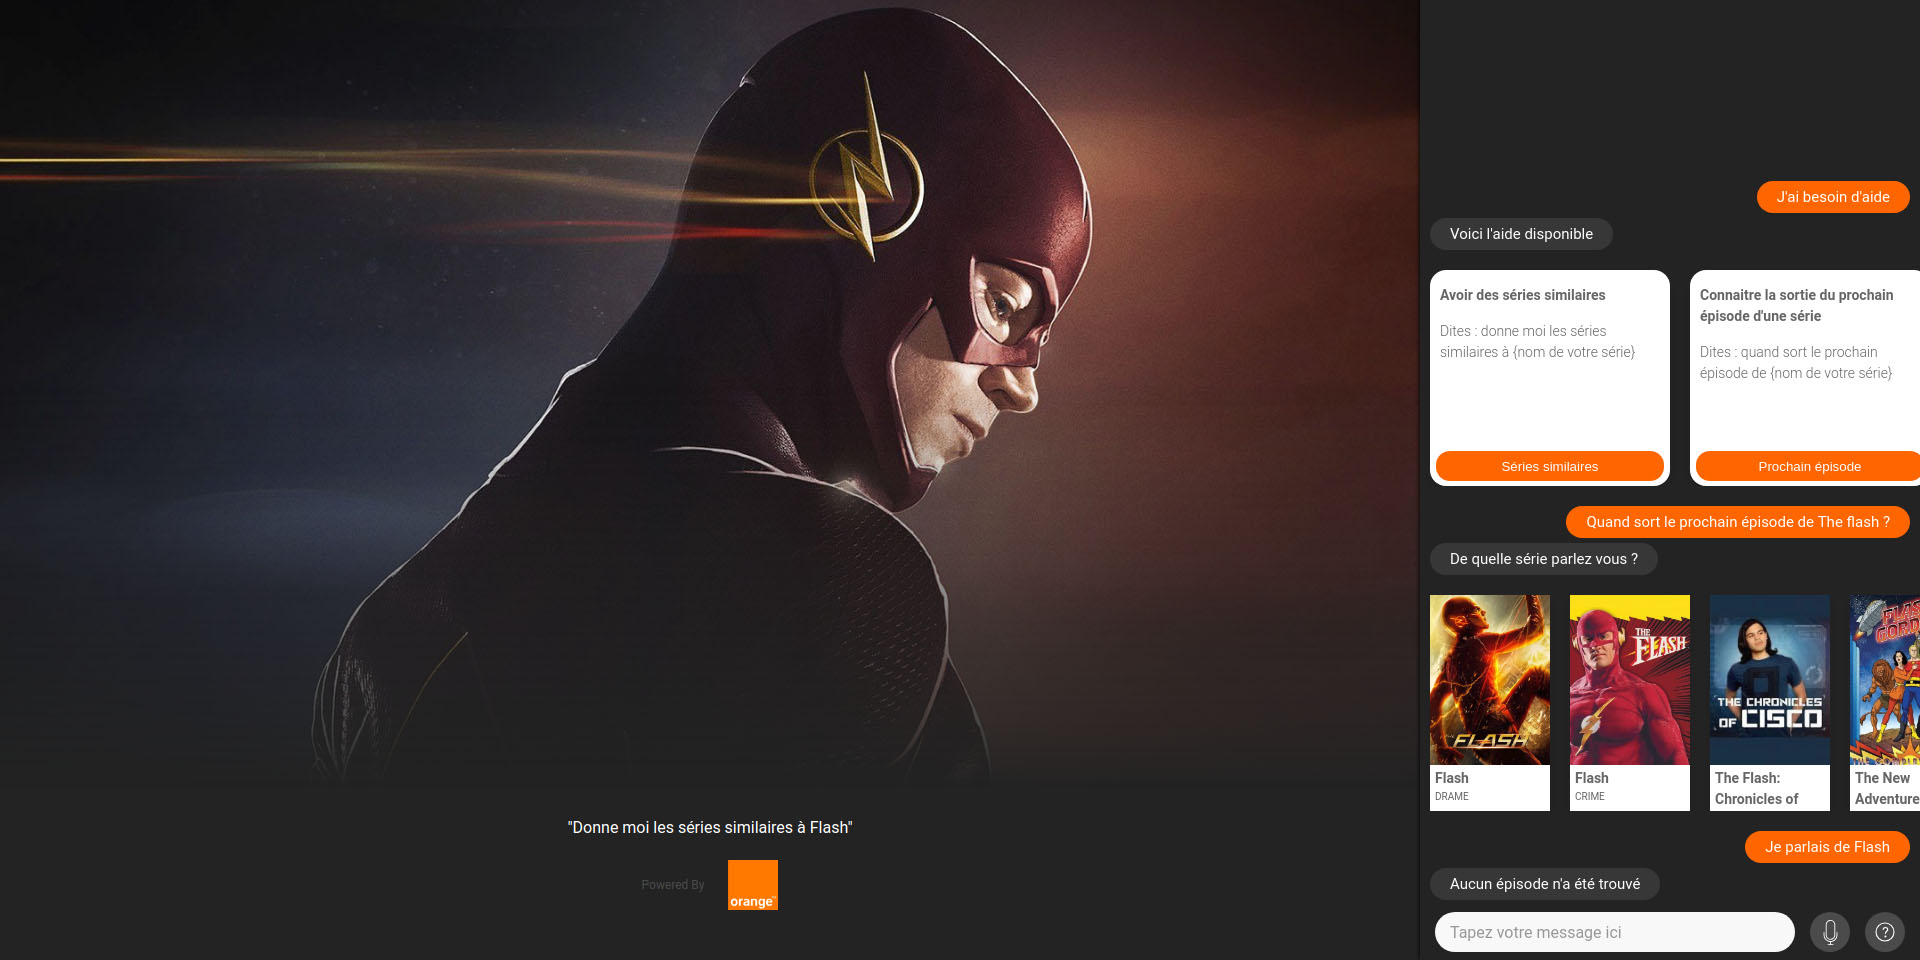 "Donne moi les séries similaires à Flash"
Powered By
orange™
J'ai besoin d'aide
Voici l'aide disponible
Avoir des séries similaires
Dites : donne moi les séries
similaires à {nom de votre série}
Séries similaires
Connaitre la sortie du prochain
épisode d'une série
Dites : quand sort le prochain
épisode de {nom de votre série}
Prochain épisode
Quand sort le prochain épisode de The flash ?
De quelle série parlez vous ?
FLASH
Flash
DRAME
THE
FLASH
Flash
CRIME
THE CHRONICLES
OF CISCO
The Flash:
Chronicles of
The New
Adventure
Je parlais de Flash
Aucun épisode n'a été trouvé
Tapez votre message ici
?